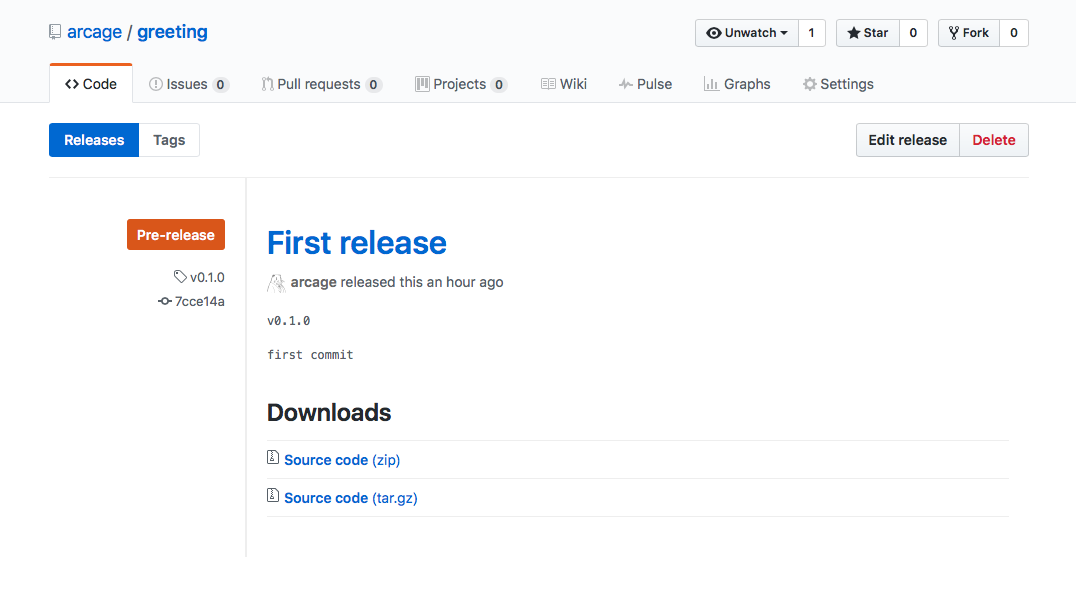 arcage / greeting
Unwatch 1 Star 0 Fork 0
Code Issues 0 Pull requests 0 Projects 0 Wiki Pulse Graphs Settings
Releases Tags Edit release Delete
Pre-release
v0.1.0
7cce14a
First release
arcage released this an hour ago
v0.1.0
first commit
Downloads
Source code (zip)
Source code (tar.gz)